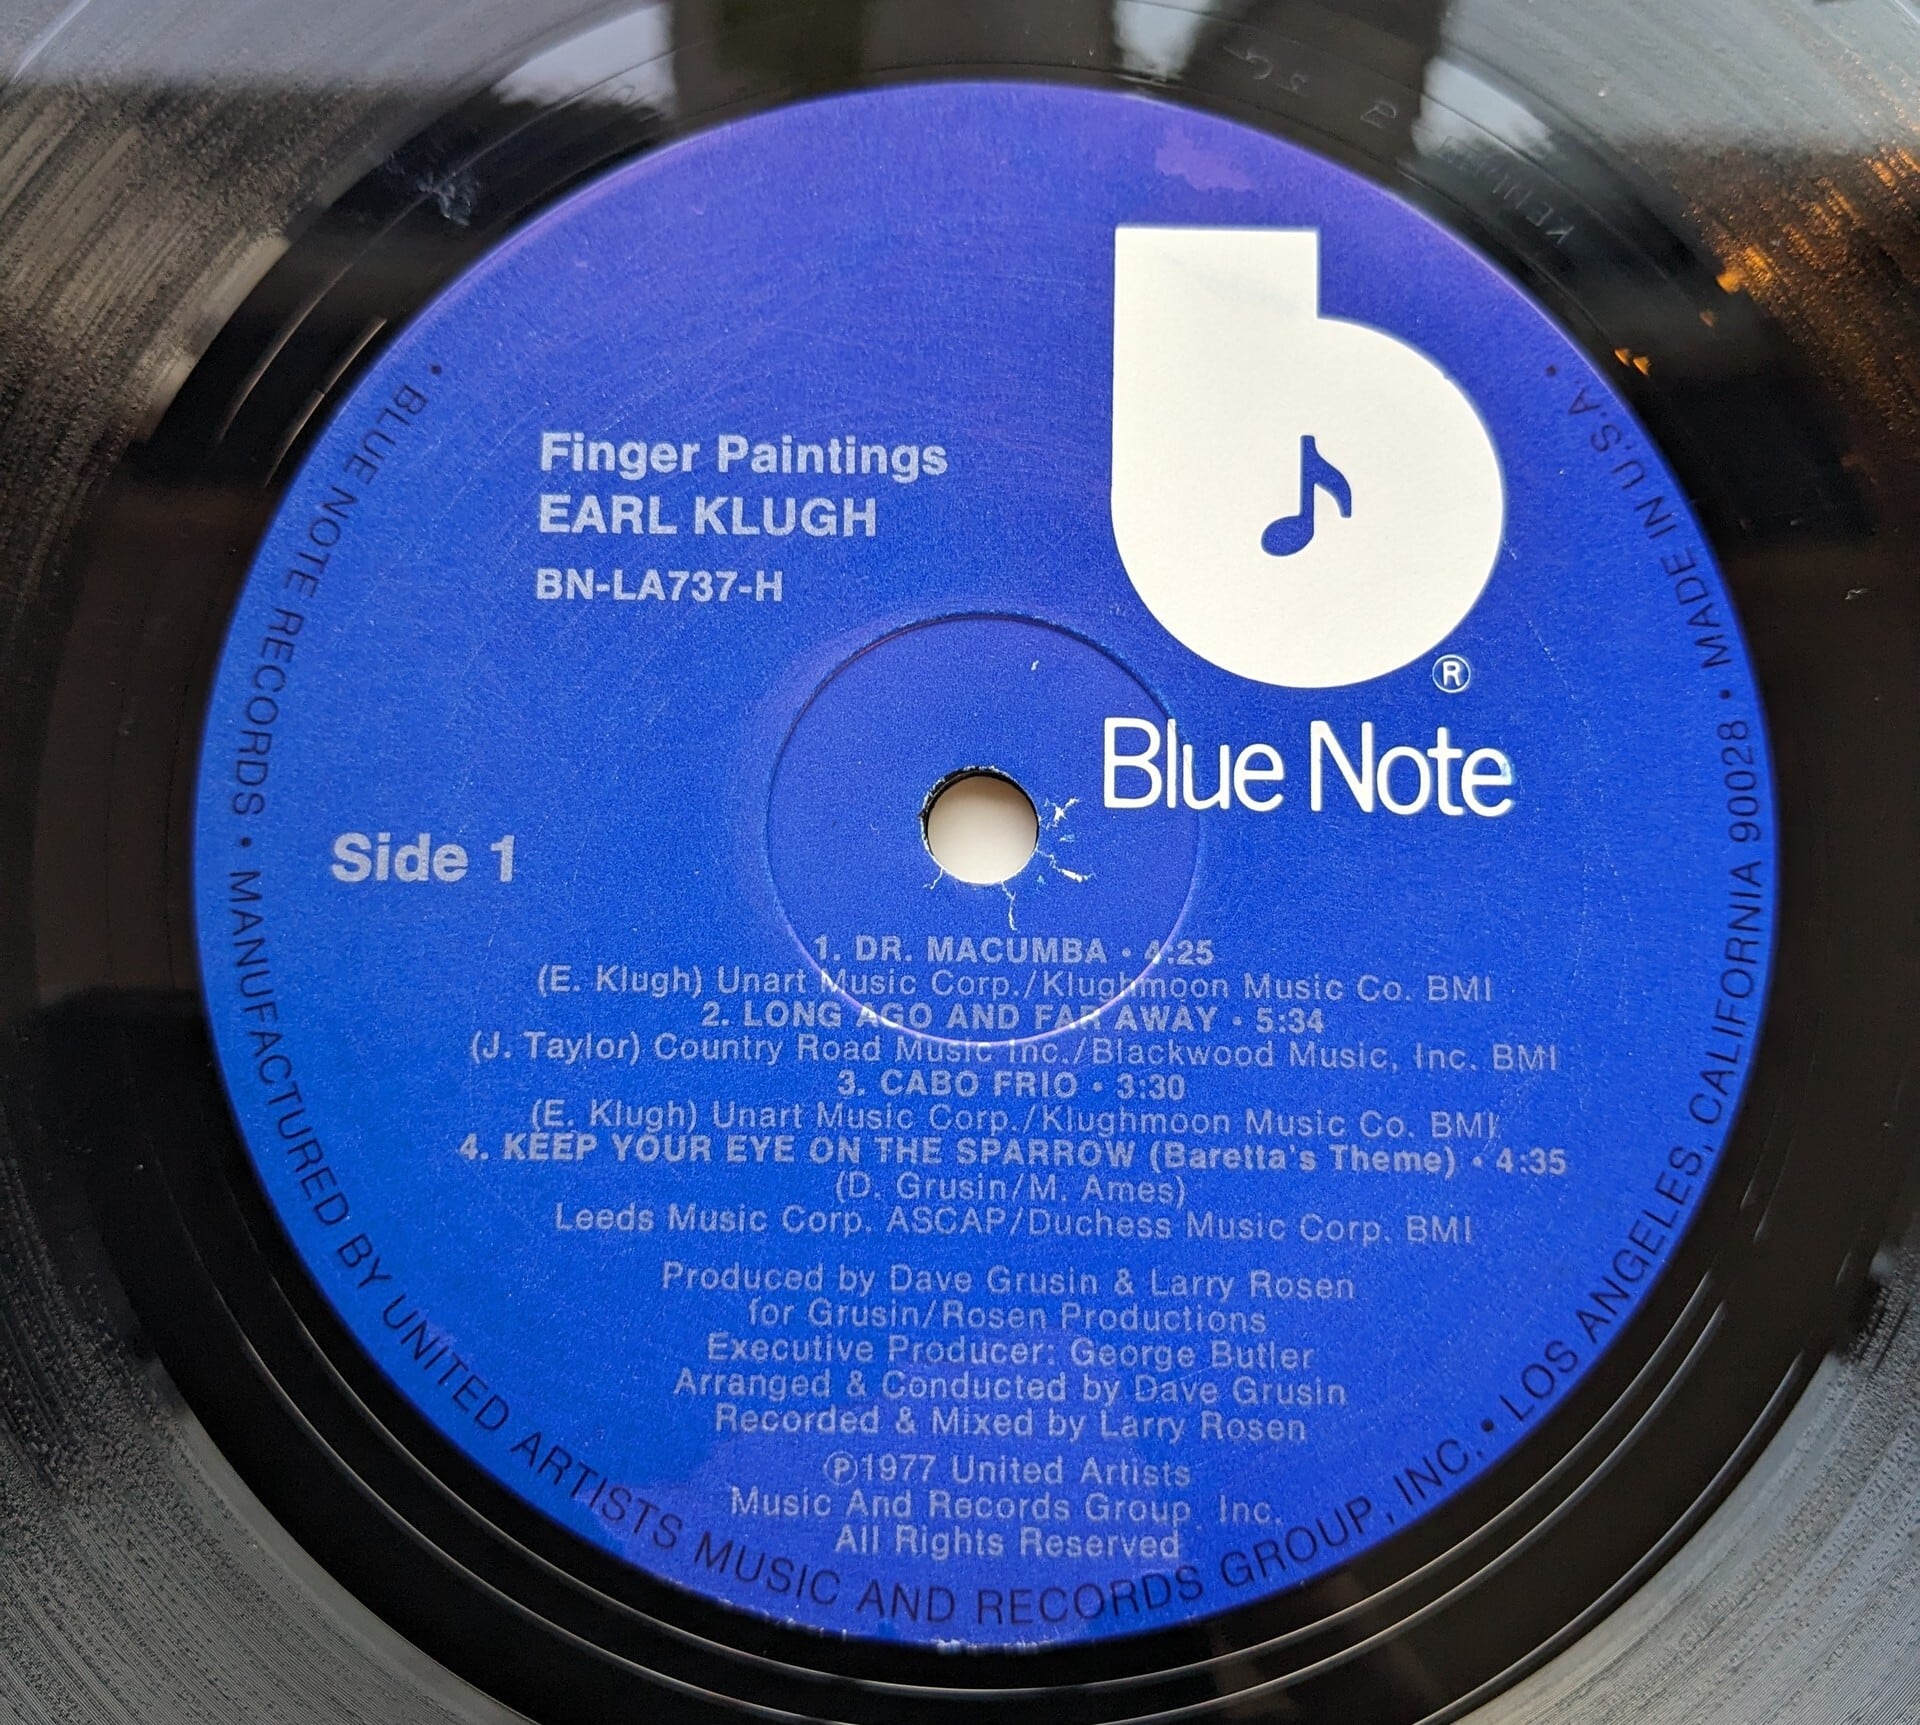 Finger Paintings
EARL KLUGH
BN-LA737-H
®
Blue Note
Side 1
1. DR. MACUMBA • 4:25
(E. Klugh) Unart Music Corp./Klughmoon Music Co. BMI
2. LONG AGO AND FAR AWAY • 5:34
(J. Taylor) Country Road Music Inc./Blackwood Music, Inc. BMI
3. CABO FRIO • 3:30
(E. Klugh) Unart Music Corp./Klughmoon Music Co. BMI
4. KEEP YOUR EYE ON THE SPARROW (Baretta's Theme) • 4:35
(D. Grusin/M. Ames)
Leeds Music Corp. ASCAP/Duchess Music Corp. BMI
Produced by Dave Grusin & Larry Rosen
for Grusin/Rosen Productions
Executive Producer: George Butler
Arranged & Conducted by Dave Grusin
Recorded & Mixed by Larry Rosen
℗1977 United Artists
Music And Records Group, Inc.
All Rights Reserved
• BLUE NOTE RECORDS • MANUFACTURED BY UNITED ARTISTS MUSIC AND RECORDS GROUP, INC. • LOS ANGELES, CALIFORNIA 90028 • MADE IN U.S.A. •